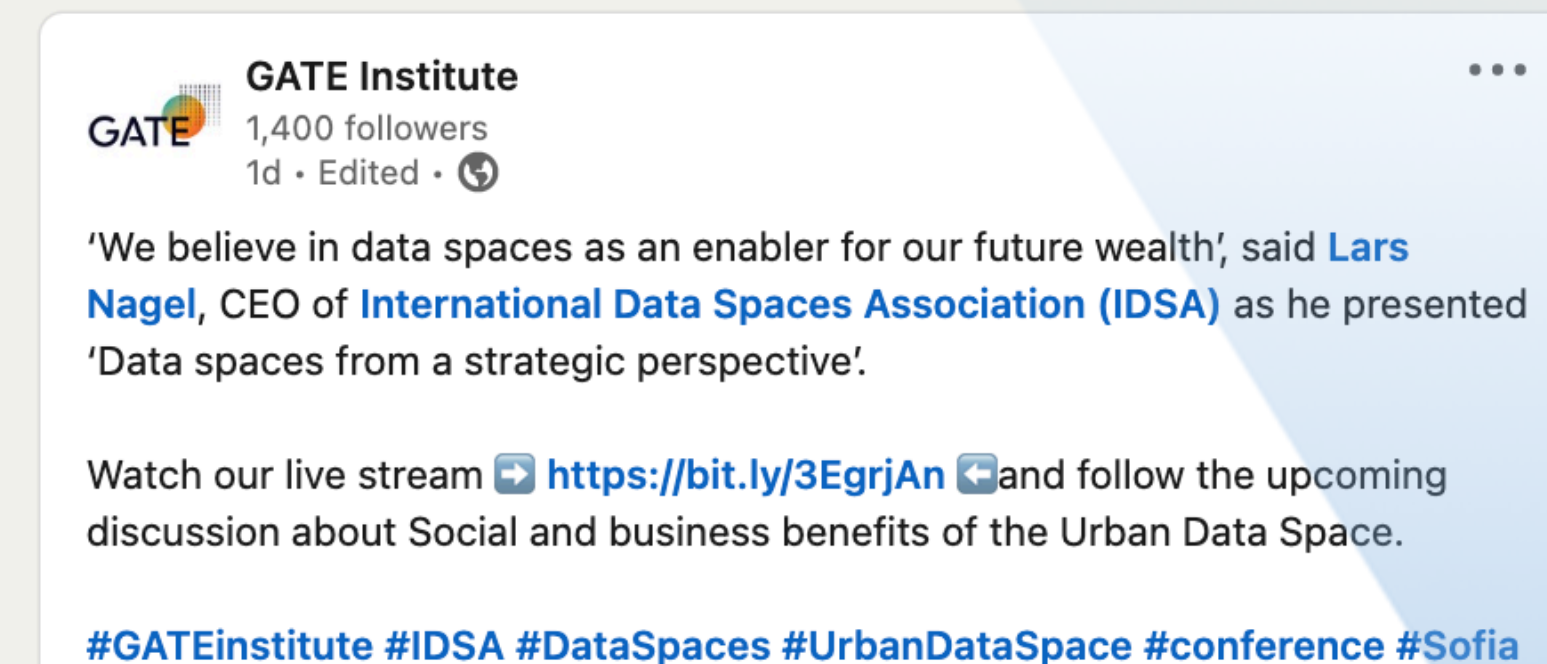 GATE
GATE Institute
1,400 followers
1d • Edited •
‘We believe in data spaces as an enabler for our future wealth’, said Lars
Nagel, CEO of International Data Spaces Association (IDSA) as he presented
‘Data spaces from a strategic perspective’.
Watch our live stream ➡️ https://bit.ly/3EgrjAn ⬅️and follow the upcoming
discussion about Social and business benefits of the Urban Data Space.
#GATEinstitute #IDSA #DataSpaces #UrbanDataSpace #conference #Sofia